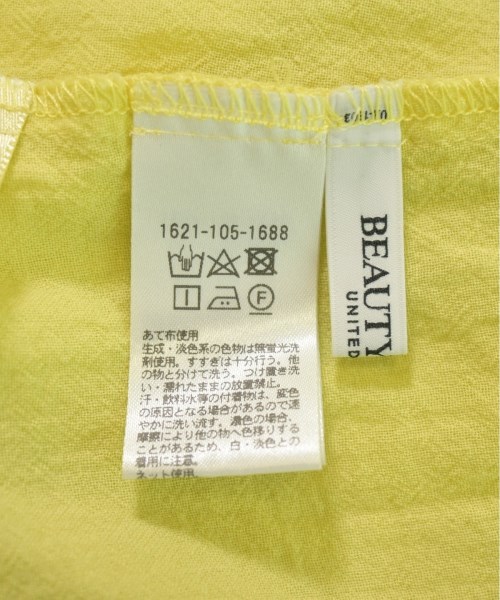 1621-105-1688
F
あて布使用
生成・淡色系の色物は無蛍光洗
剤使用。すすぎは十分行う。他
の物と分けて洗う。つけ置き洗
い・濡れたままの放置禁止。
汗・飲料水等の付着物は、変色
の原因となる場合があるので速
やかに洗い流す。濃色の場合、
摩擦により他の物へ色移りする
ことがあるため、白・淡色との
着用に注意。
ネット使用。
BEAUTY
UNITED